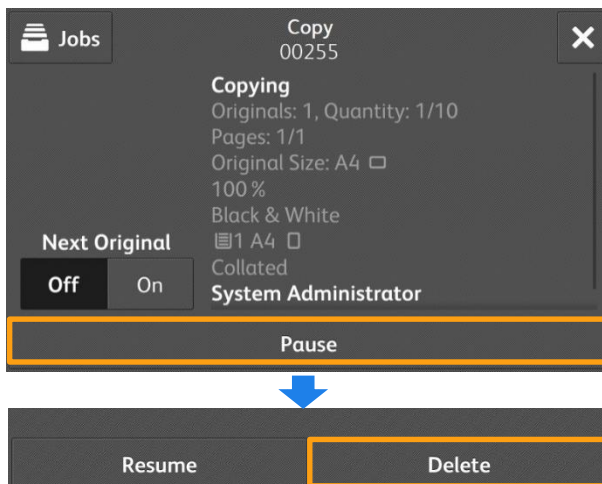 Jobs
Copy
00255
Copying
Originals: 1, Quantity: 1/10
Pages: 1/1
Original Size: A4
100 %
Black & White
Next Original
1 A4
Off
On
Collated
System Administrator
Pause
Resume
Delete